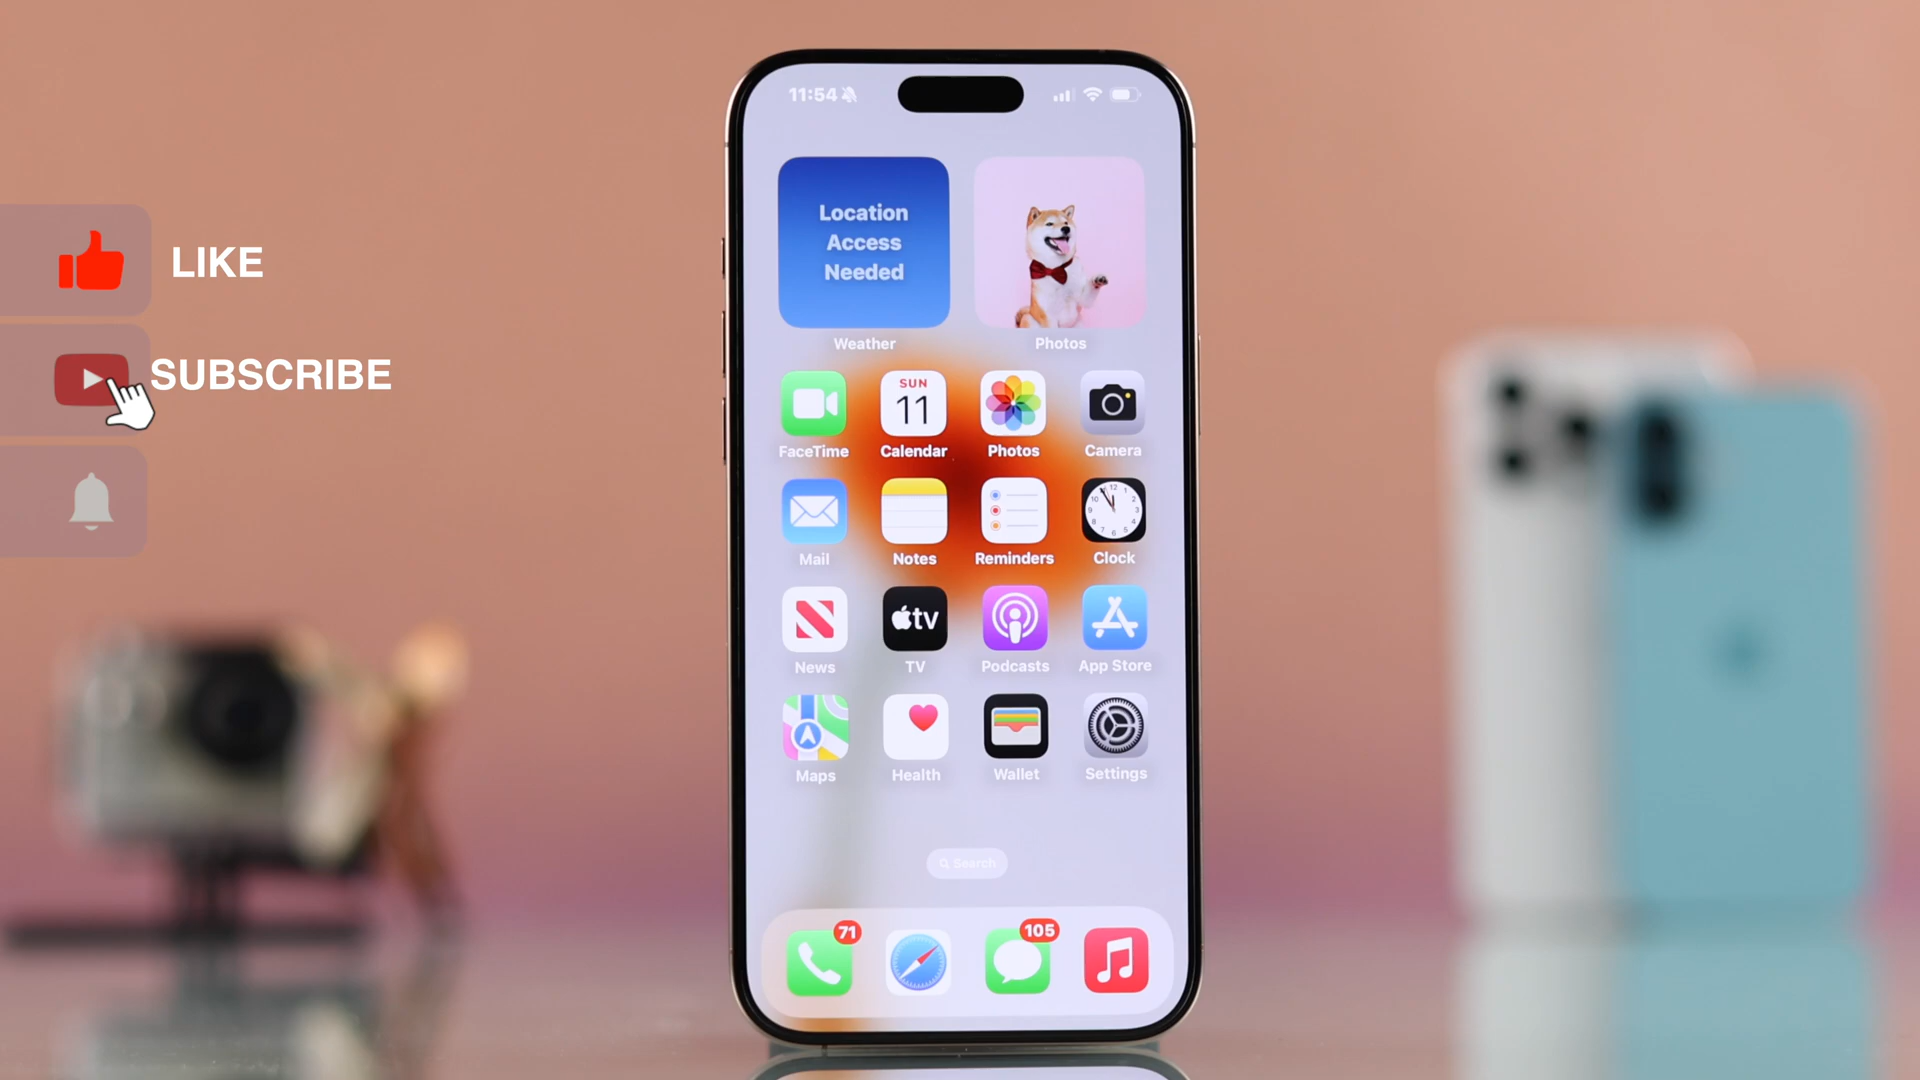 LIKE
SUBSCRIBE
11:54
Location
Access
Needed
Weather
Photos
FaceTime
SUN
11
Calendar
Photos
Camera
Mail
Notes
Reminders
Clock
News
tv
TV
Podcasts
App Store
Maps
Health
Wallet
Settings
Search
71
105